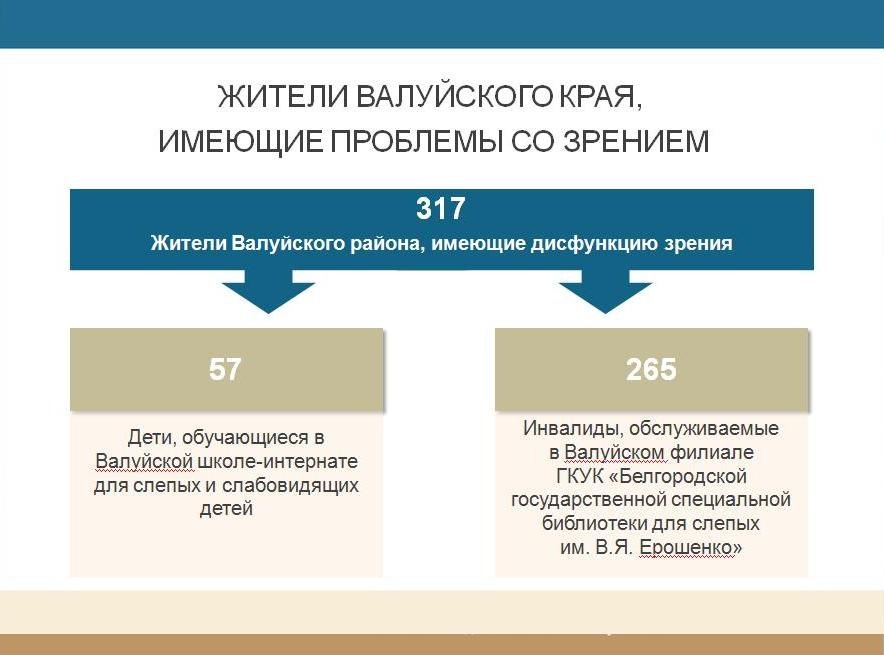 ЖИТЕЛИ ВАЛУЙСКОГО КРАЯ,
ИМЕЮЩИЕ ПРОБЛЕМЫ СО ЗРЕНИЕМ
317
Жители Валуйского района, имеющие дисфункцию зрения
57
Дети, обучающиеся в
Валуйской школе-интернате
для слепых и слабовидящих
детей
265
Инвалиды, обслуживаемые
в Валуйском филиале
ГКУК «Белгородской
государственной специальной
библиотеки для слепых
им. В.Я. Ерошенко»